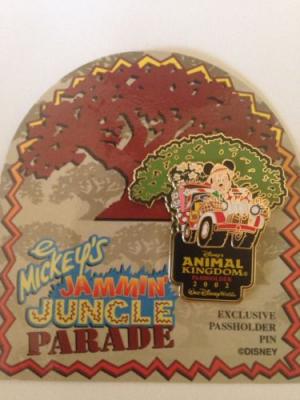 MICKEY'S
JAMMIN'
JUNGLE
PARADE
Disney's
ANIMAL
KINGDOM®
PASSHOLDER
2002
Walt Disney World®
EXCLUSIVE
PASSHOLDER
PIN
©DISNEY